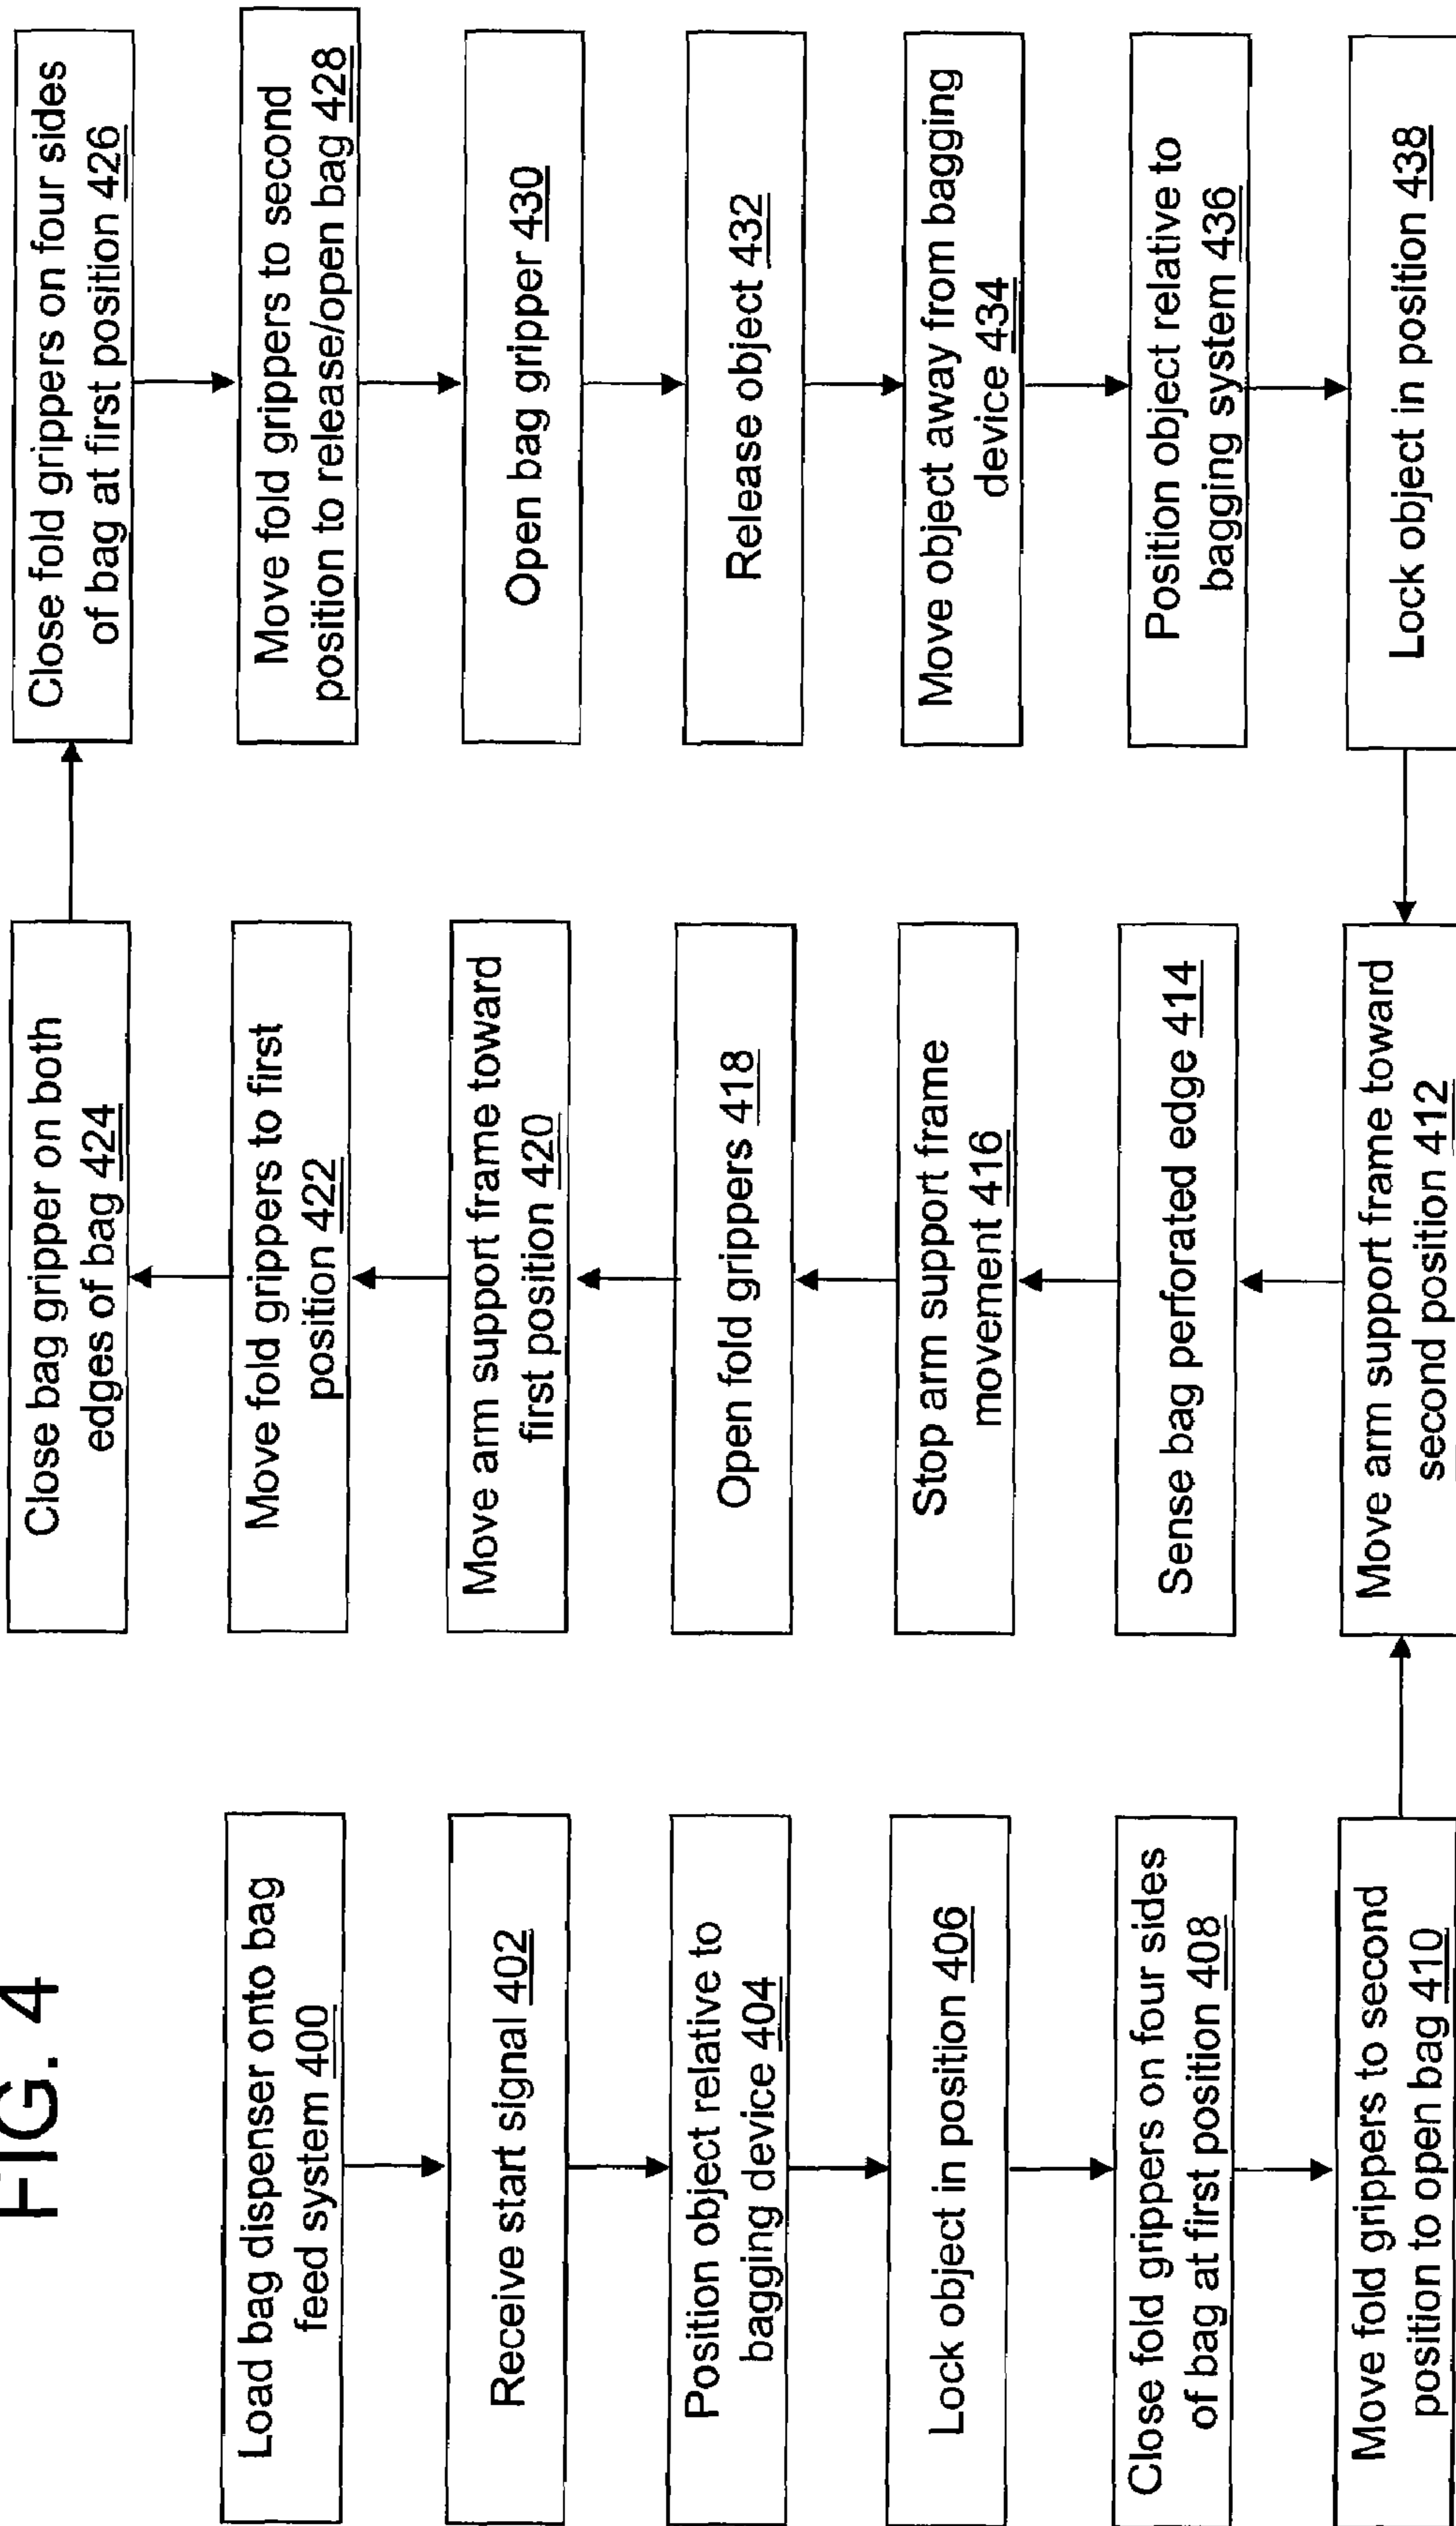 FIG. 4
Load bag dispenser onto bag
feed system 400
Receive start signal 402
Position object relative to
bagging device 404
Lock object in position 406
Close fold grippers on four sides
of bag at first position 408
Move fold grippers to second
position to open bag 410
Move arm support frame toward
second position 412
Sense bag perforated edge 414
Stop arm support frame
movement 416
Open fold grippers 418
Move arm support frame toward
first position 420
Move fold grippers to first
position 422
Close bag gripper on both
edges of bag 424
Close fold grippers on four sides
of bag at first position 426
Move fold grippers to second
position to release/open bag 428
Open bag gripper 430
Release object 432
Move object away from bagging
device 434
Position object relative to
bagging system 436
Lock object in position 438